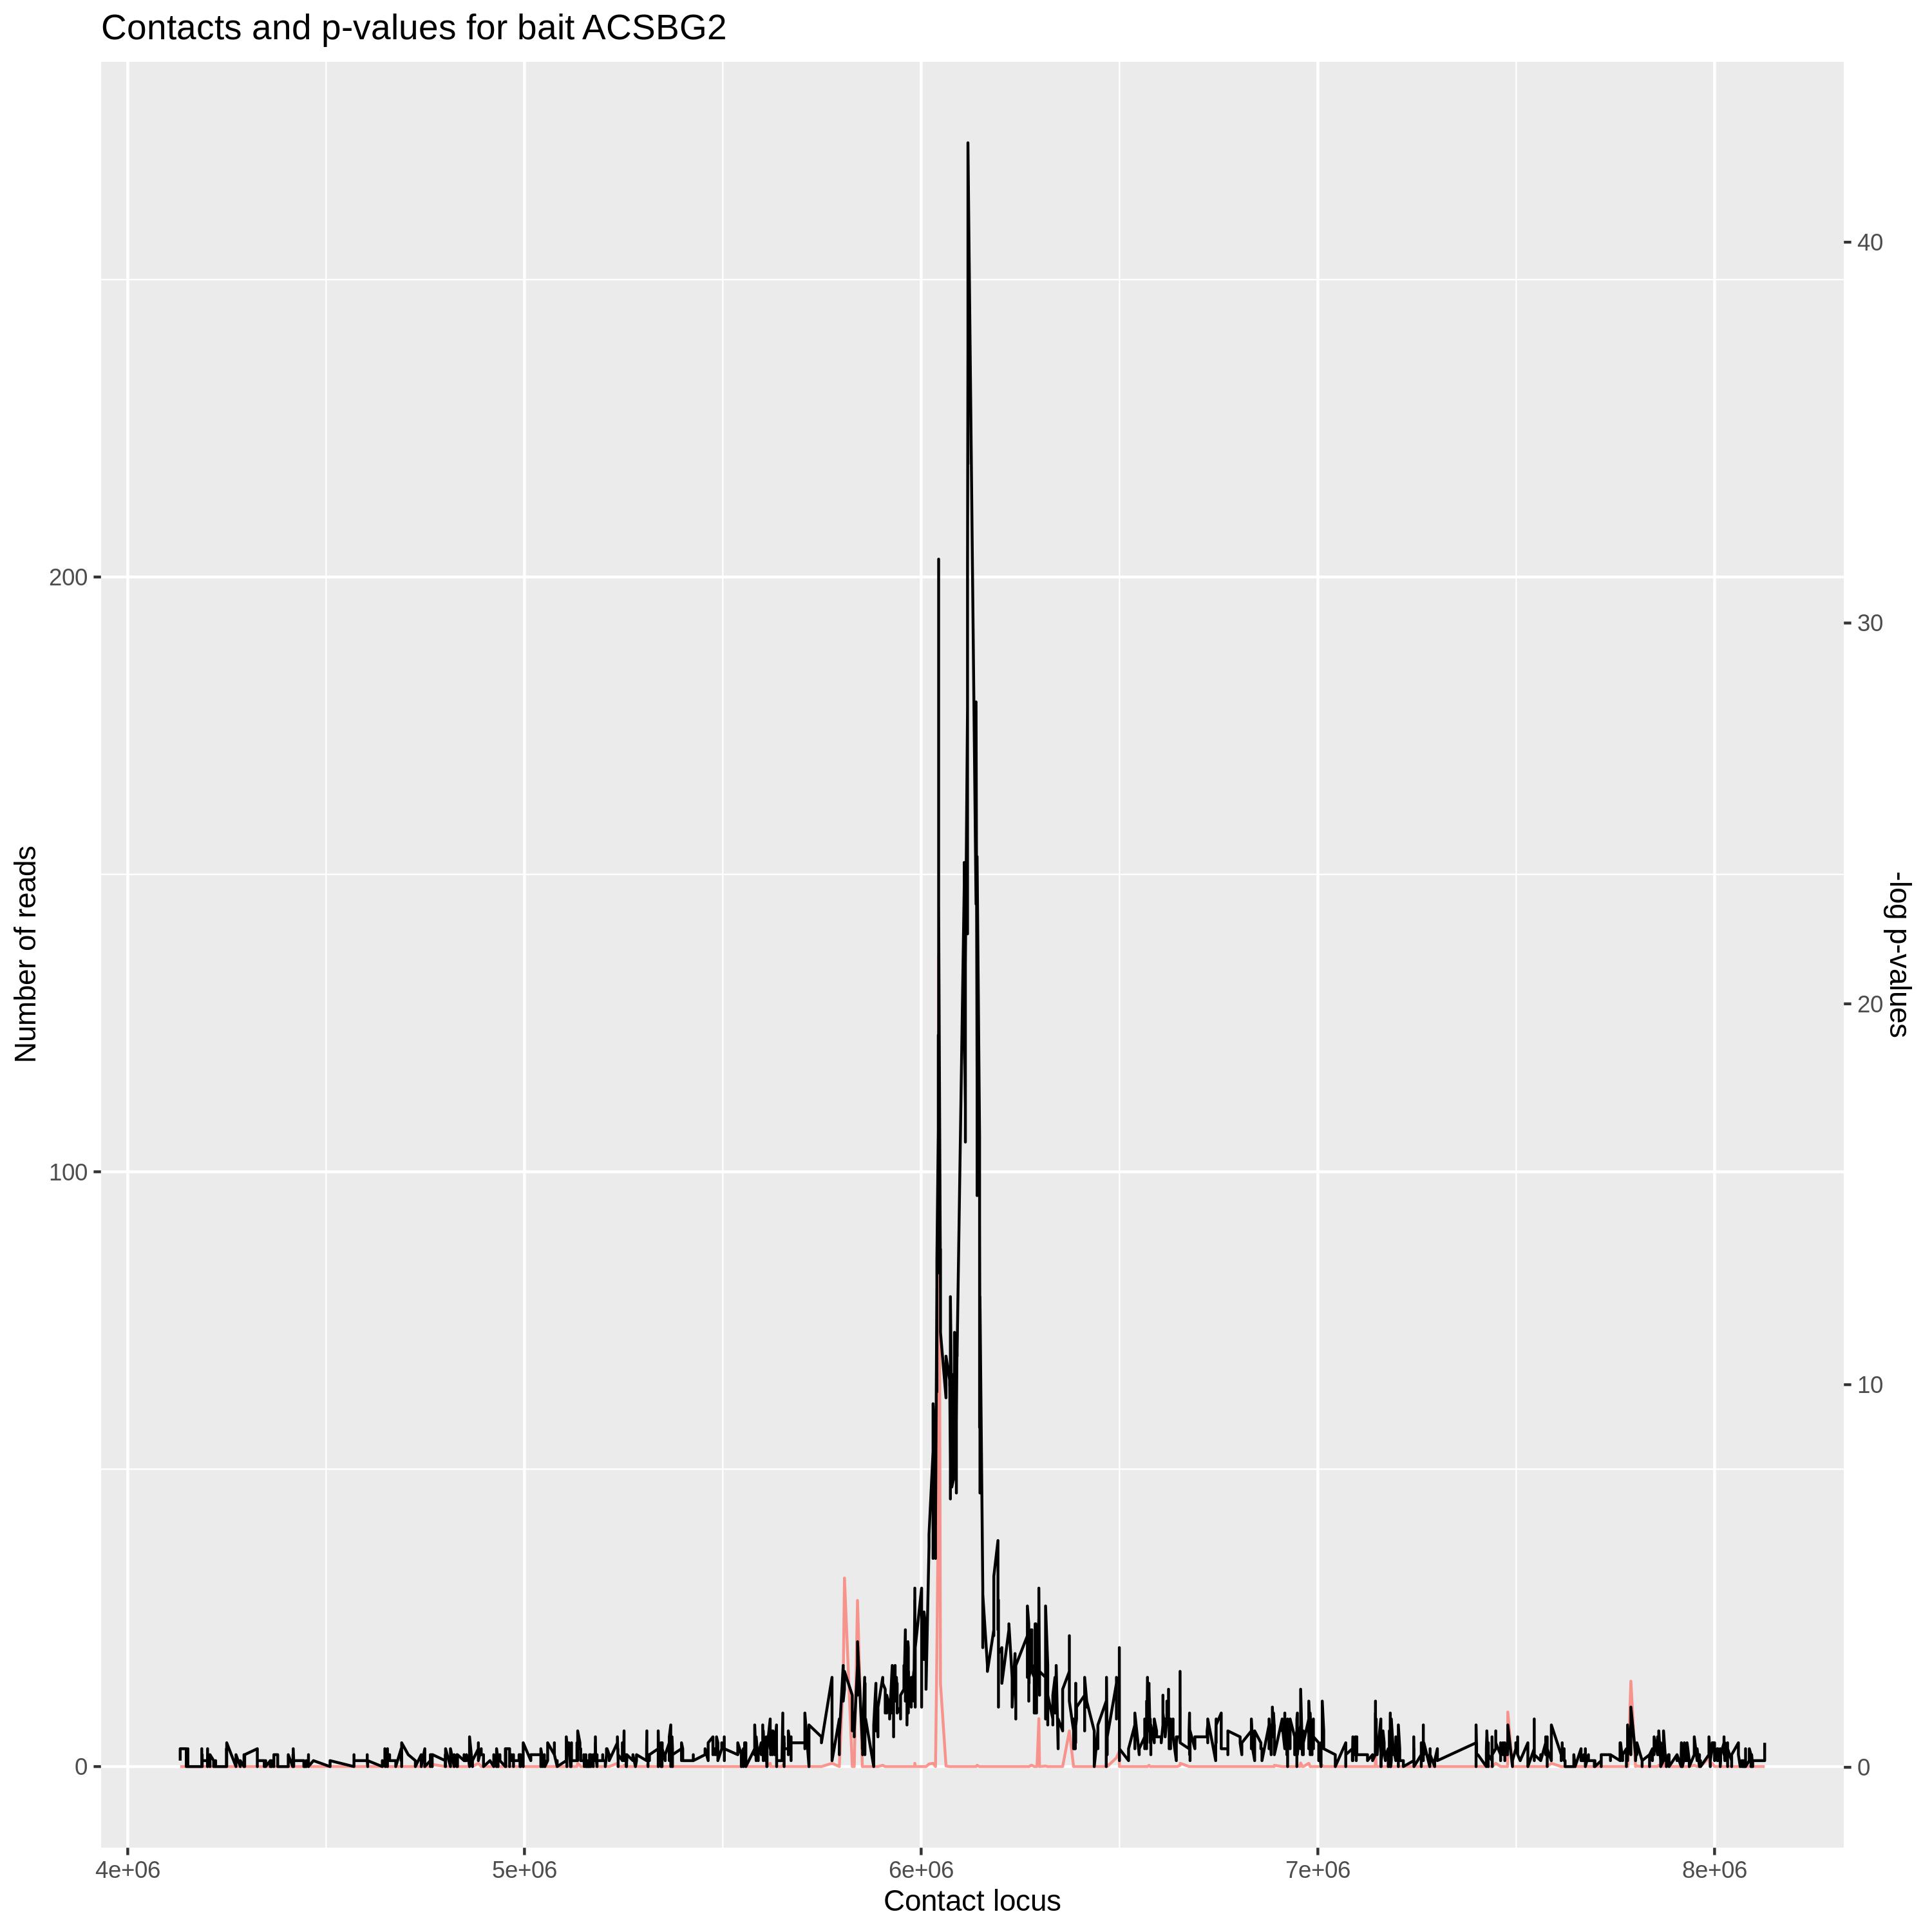 Contacts and p-values for bait ACSBG2
Number of reads
200
100
0
40
30
20
10
0
-log p-values
4e+06 5e+06 6e+06 7e+06 8e+06
Contact locus